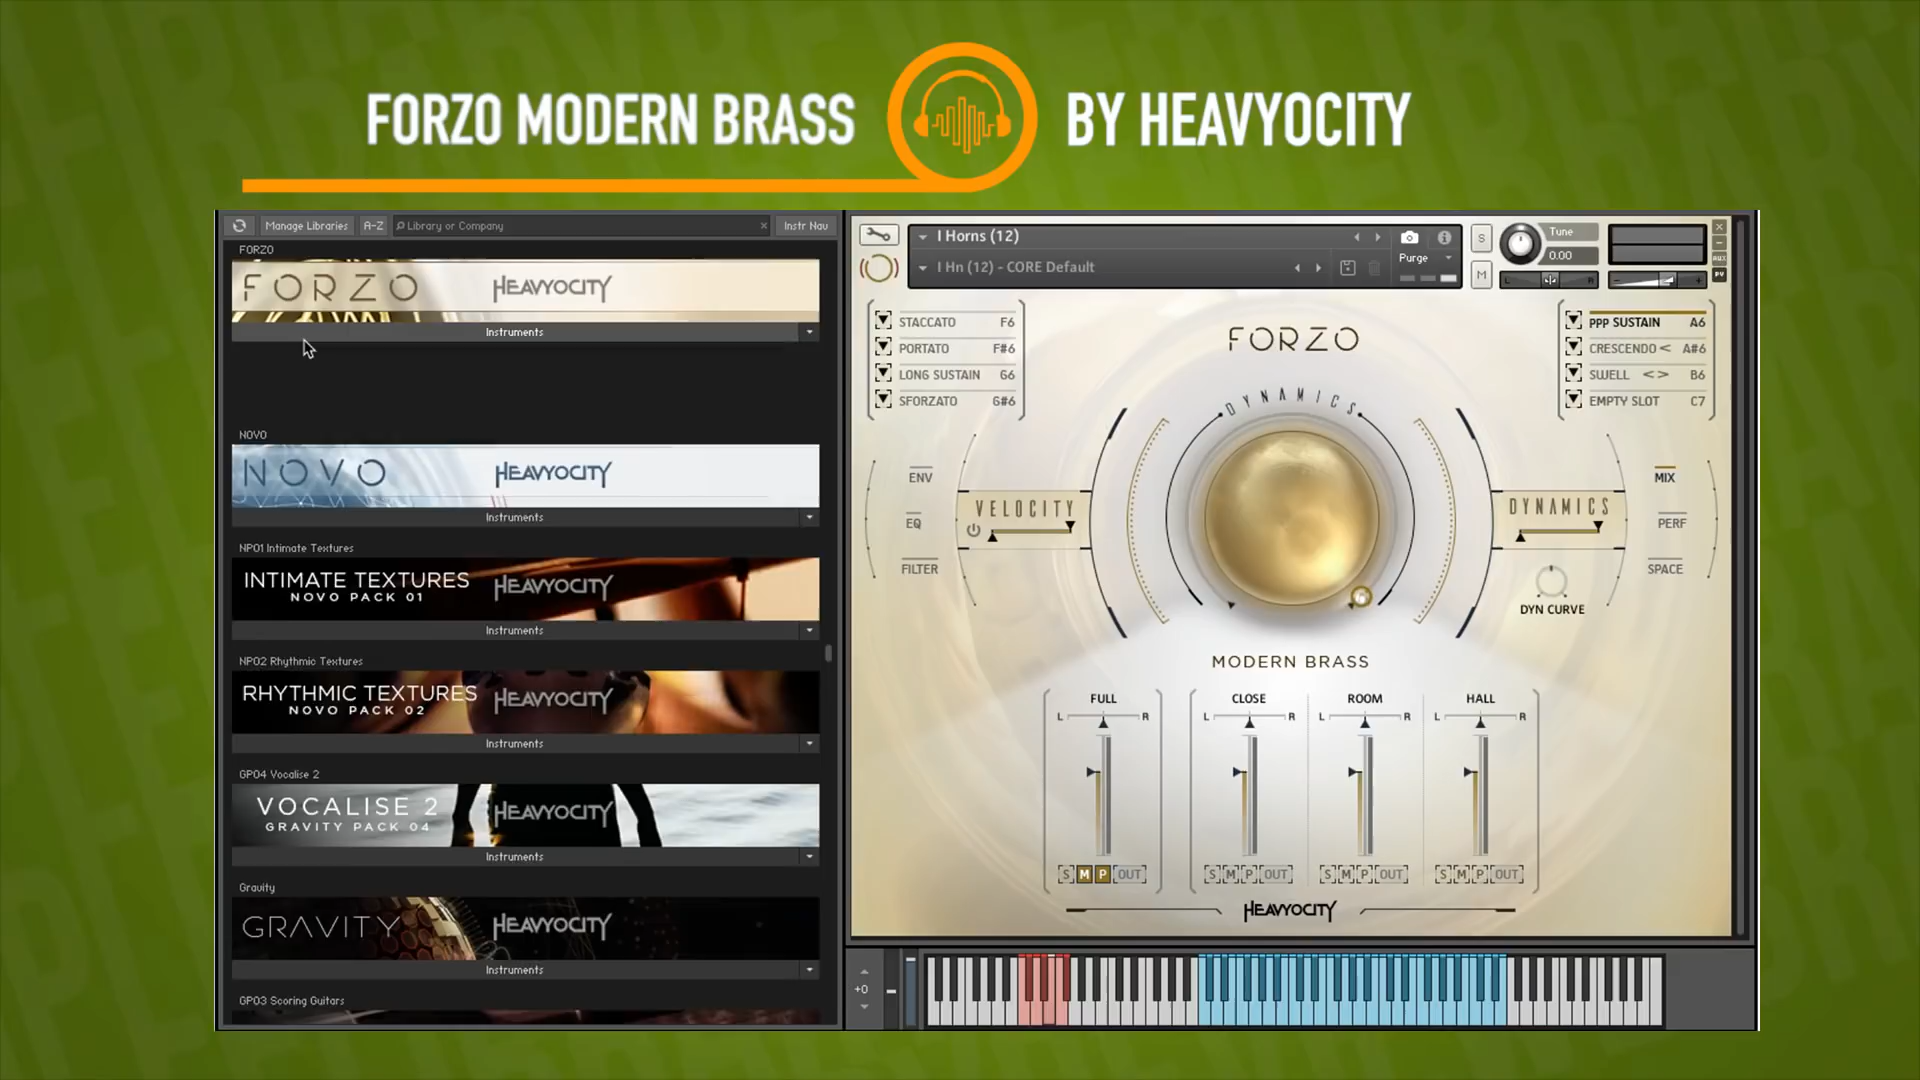 FORZO MODERN BRASS
BY HEAVYOCITY
Manage Libraries
A-Z
Library or Company
×
Instr Nav
FORZO
FORZO
HEAVYOCITY
Instruments
NOVO
NOVO
HEAVYOCITY
Instruments
NP01 Intimate Textures
INTIMATE TEXTURES
NOVO PACK 01
HEAVYOCITY
Instruments
NP02 Rhythmic Textures
RHYTHMIC TEXTURES
NOVO PACK 02
HEAVYOCITY
Instruments
GP04 Vocalise 2
VOCALISE 2
GRAVITY PACK 04
HEAVYOCITY
Instruments
Gravity
GRAVITY
HEAVYOCITY
Instruments
GP03 Scoring Guitars
I Horns (12)
I Hn (12) - CORE Default
Purge
S
M
Tune
0.00
L
R
AUX
PV
STACCATO F6
PORTATO F#6
LONG SUSTAIN G6
SFORZATO G#6
FORZO
PPP SUSTAIN A6
CRESCENDO < A#6
SWELL < > B6
EMPTY SLOT C7
DYNAMICS
ENV
EQ
FILTER
VELOCITY
DYNAMICS
DYN CURVE
MIX
PERF
SPACE
MODERN BRASS
FULL
L R
S M P OUT
CLOSE
L R
S M P OUT
ROOM
L R
S M P OUT
HALL
L R
S M P OUT
HEAVYOCITY
+0